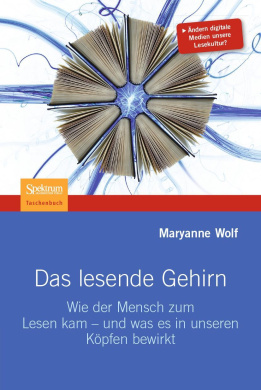 Ändern digitale
Medien unsere
Lesekultur?
Spektrum
Taschenbuch
Maryanne Wolf
Das lesende Gehirn
Wie der Mensch zum
Lesen kam – und was es in unseren
Köpfen bewirkt